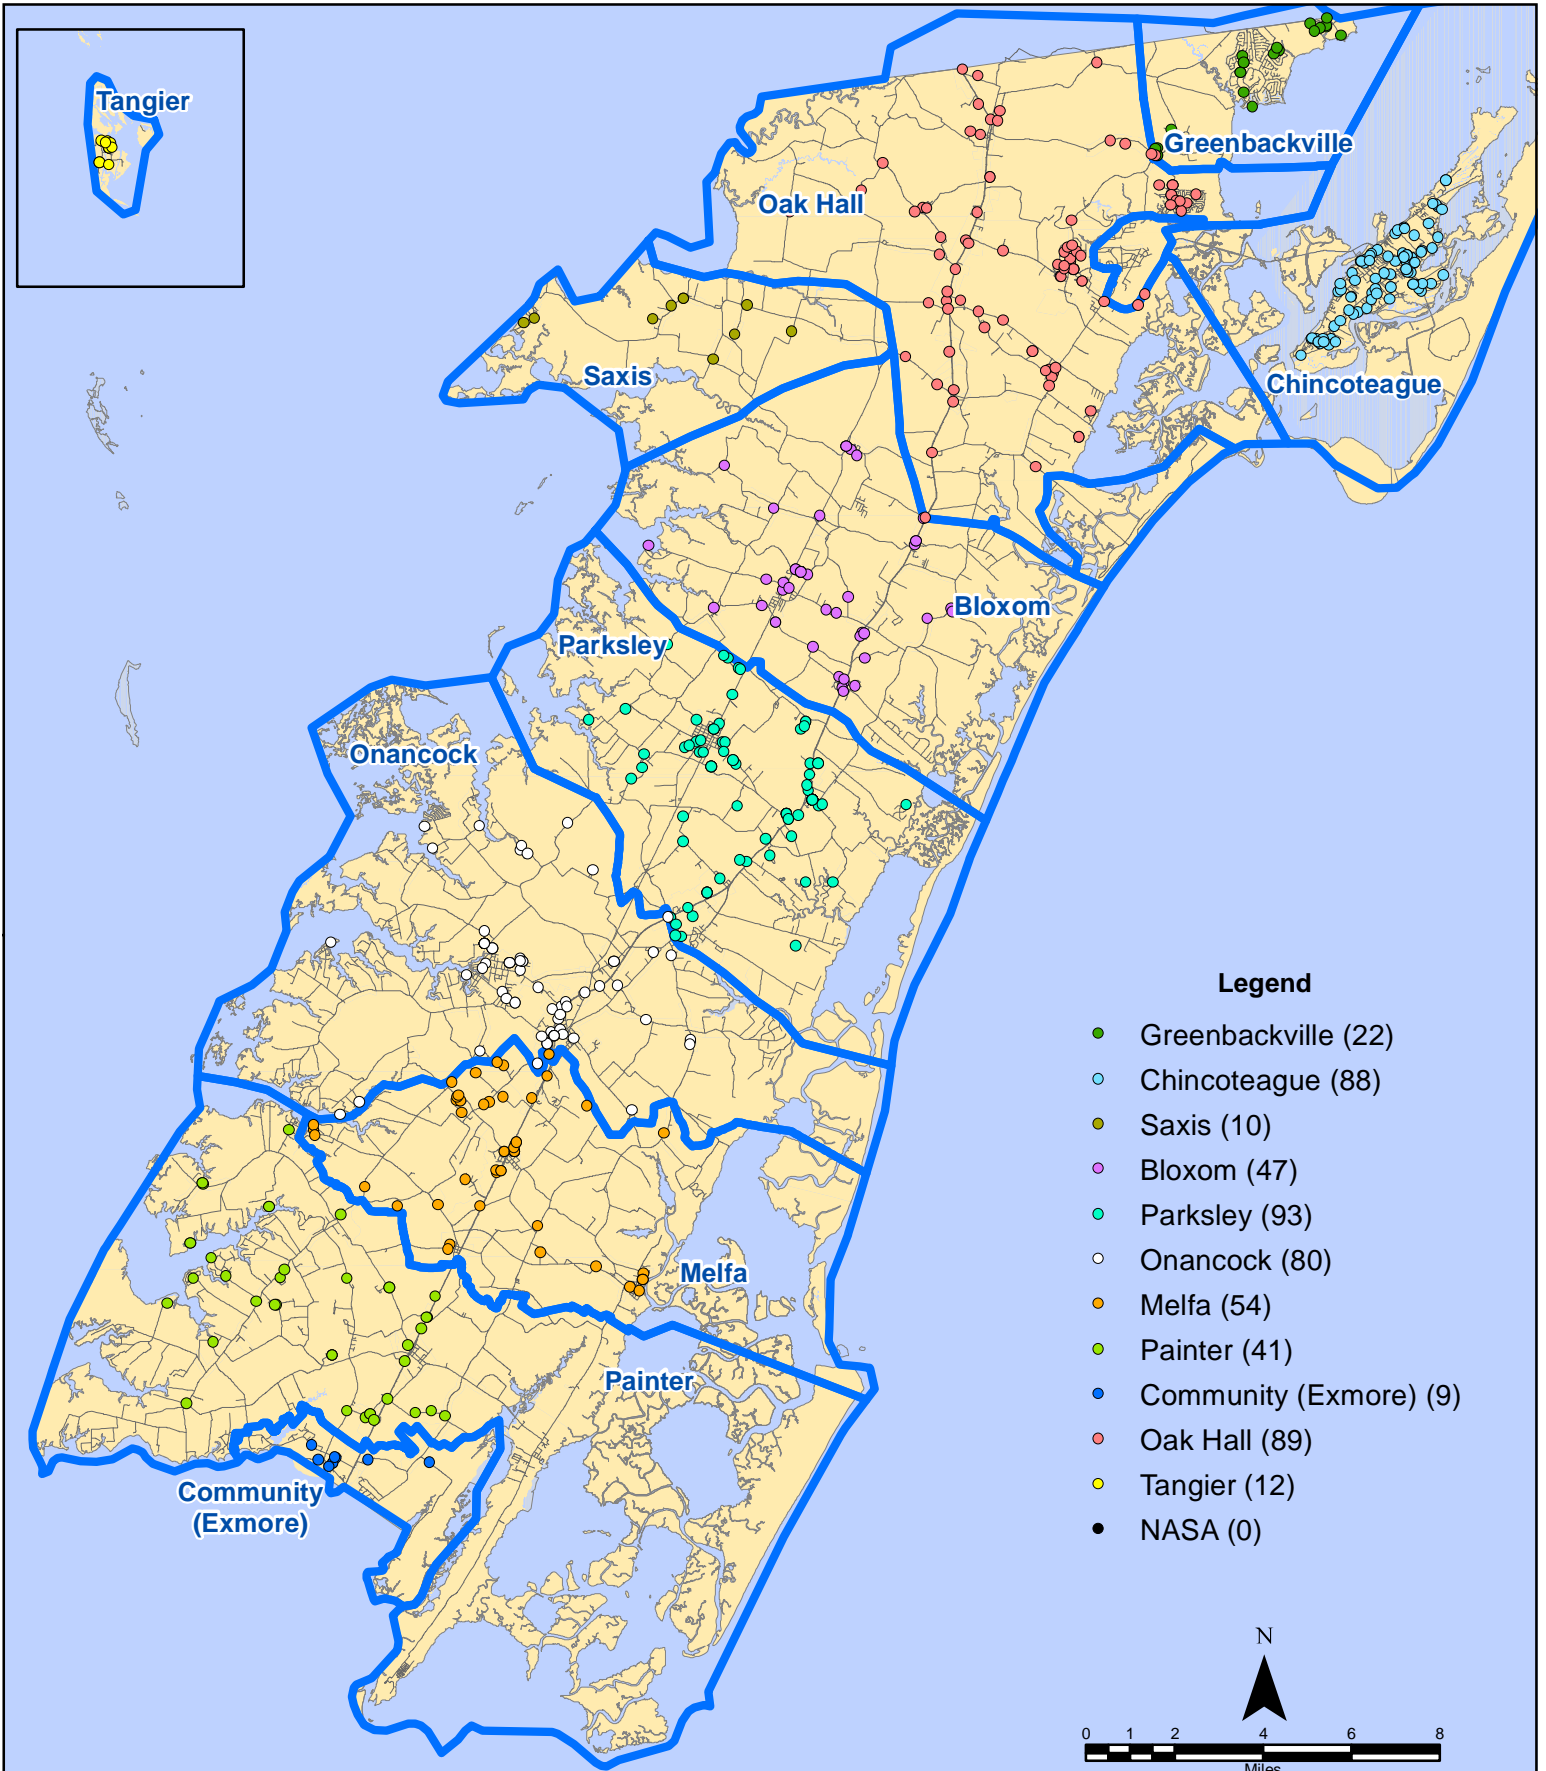 Tangier
Greenbackville
Oak Hall
Saxis
Chincoteague
Bloxom
Parksley
Onancock
Melfa
Painter
Community
(Exmore)
Legend
Greenbackville (22)
Chincoteague (88)
Saxis (10)
Bloxom (47)
Parksley (93)
Onancock (80)
Melfa (54)
Painter (41)
Community (Exmore) (9)
Oak Hall (89)
Tangier (12)
NASA (0)
N
0 1 2 4 6 8
Miles